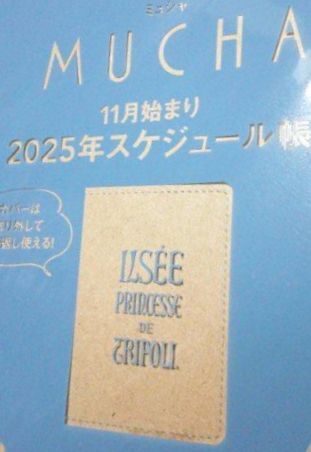 ミュシャ
MUCHA
11月始まり
2025年スケジュール帳
カバーは
取り外して
返し使える!
ILSÉE
PRINCESSE
DE
TRIPOLI.